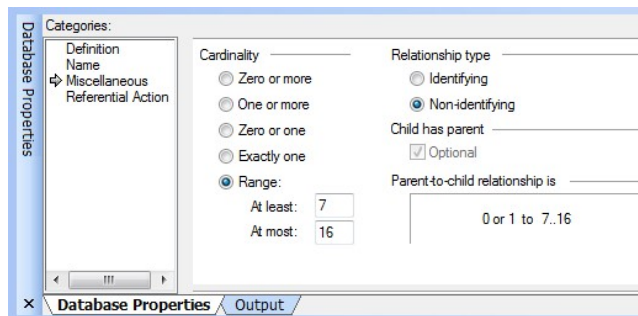 Database Properties
Categories:
Definition
Name
Miscellaneous
Referential Action
Cardinality
Zero or more
One or more
Zero or one
Exactly one
Range:
At least: 7
At most: 16
Relationship type
Identifying
Non-identifying
Child has parent
Optional
Parent-to-child relationship is
0 or 1 to 7..16
Database Properties Output